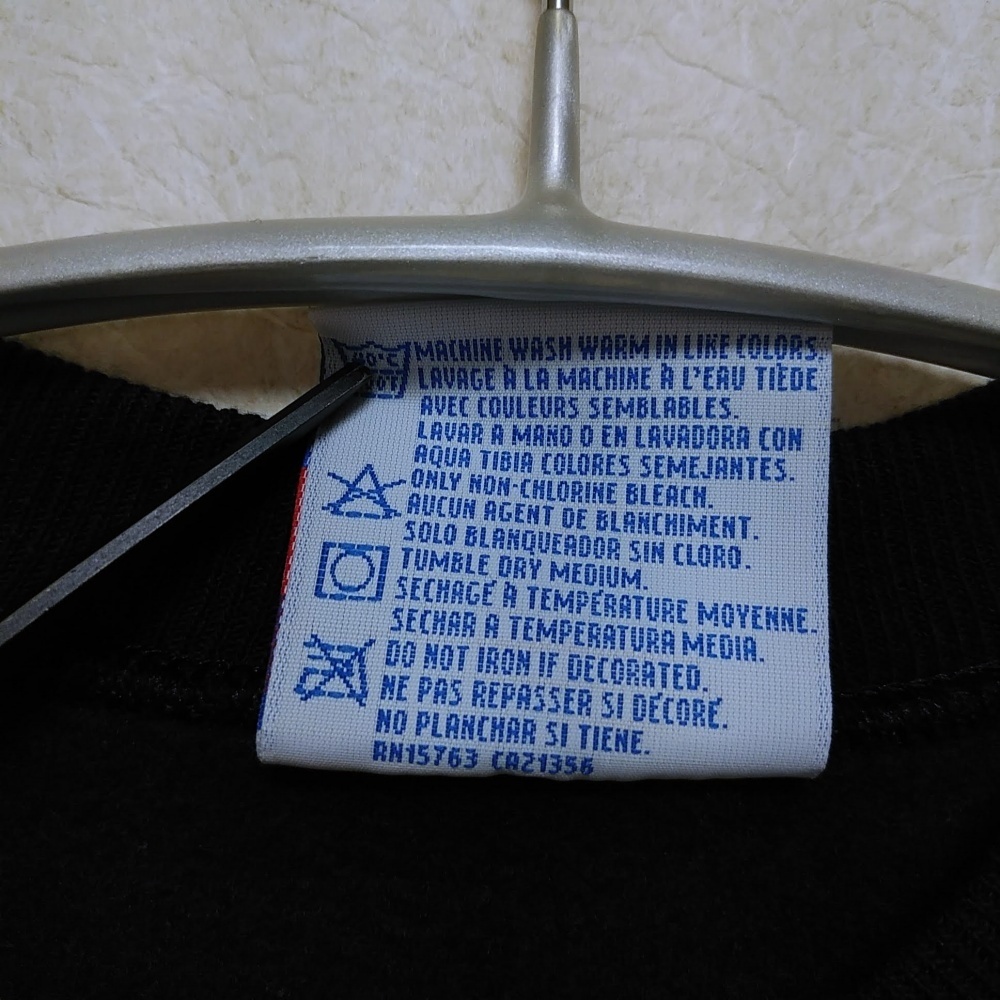 40°C
MACHINE WASH WARM IN LIKE COLORS.
LAVAGE À LA MACHINE À L'EAU TIÈDE
AVEC COULEURS SEMBLABLES.
LAVAR A MANO O EN LAVADORA CON
AQUA TIBIA COLORES SEMEJANTES.
ONLY NON-CHLORINE BLEACH.
AUCUN AGENT DE BLANCHIMENT.
SOLO BLANQUEADOR SIN CLORO.
TUMBLE DRY MEDIUM.
SECHAGE À TEMPÉRATURE MOYENNE.
SECHAR A TEMPERATURA MEDIA.
DO NOT IRON IF DECORATED.
NE PAS REPASSER SI DÉCORÉ.
NO PLANCHAR SI TIENE.
RN15763 CA21356